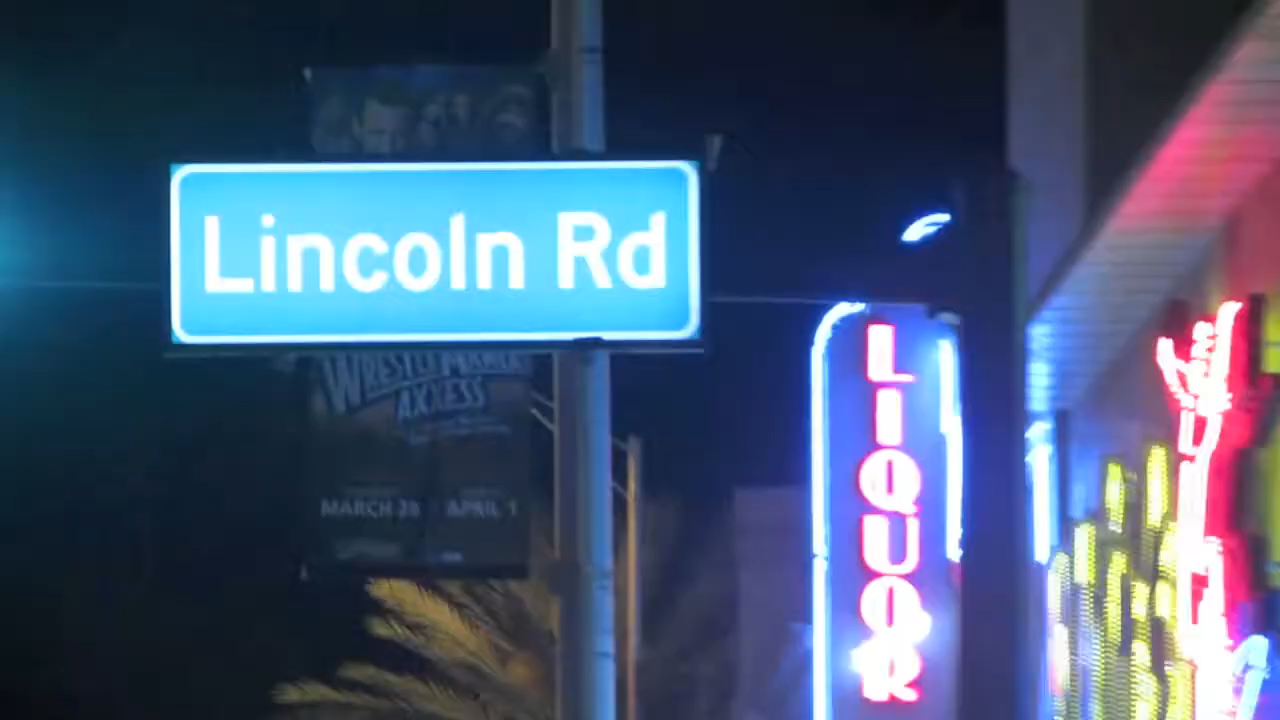 Lincoln Rd
WRESTLEMANIA
AXXESS
MARCH 28 APRIL 1
LIQUOR